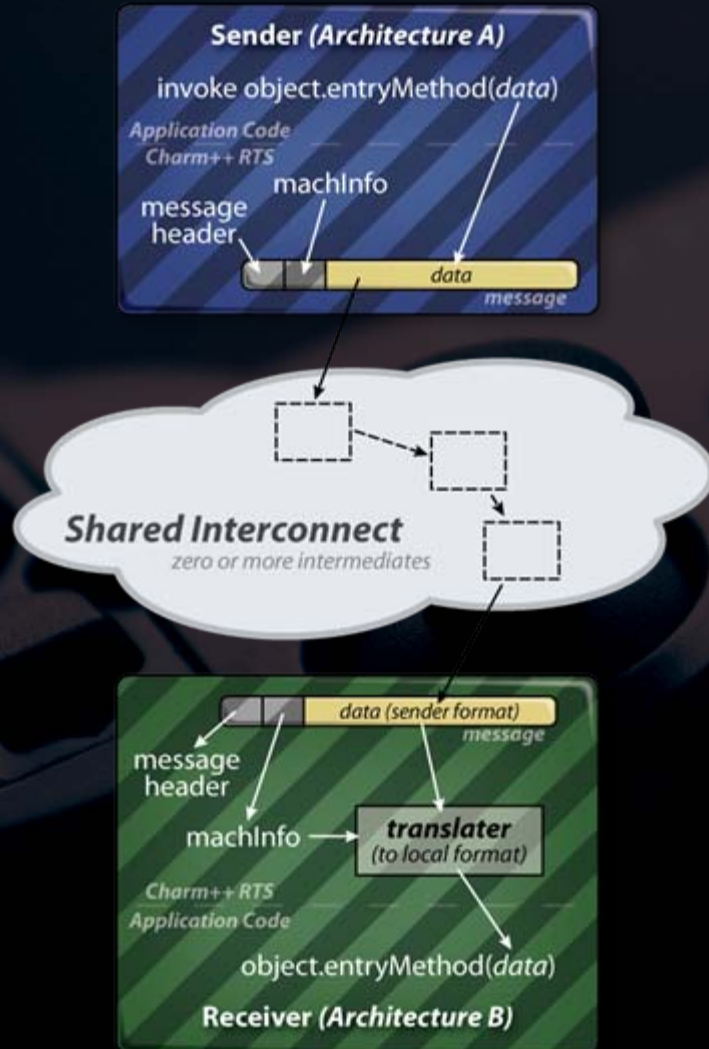 Sender (Architecture A)
invoke object.entryMethod(data)
Application Code
Charm++ RTS
machInfo
message
header
data
message
Shared Interconnect
zero or more intermediates
data (sender format)
message
message
header
machInfo
translater
(to local format)
Charm++ RTS
Application Code
object.entryMethod(data)
Receiver (Architecture B)